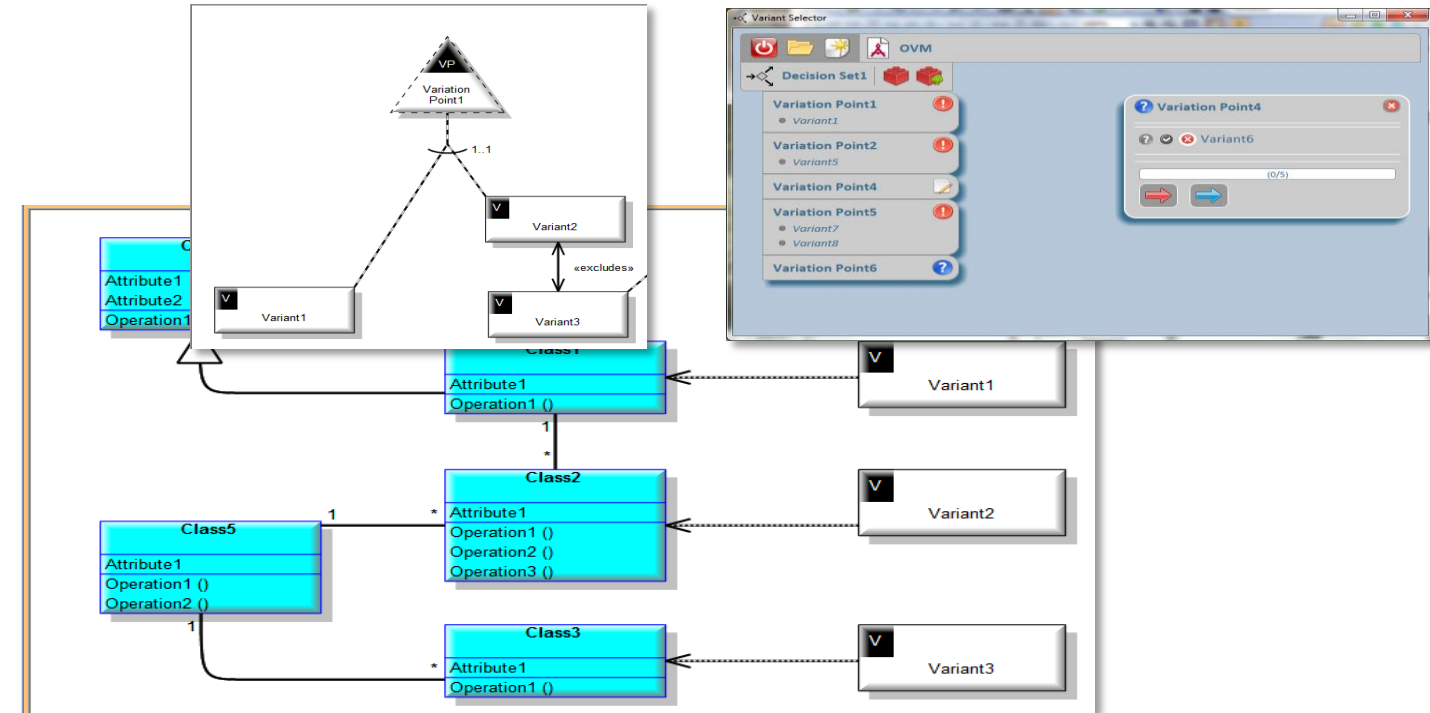 VP
Variation
Point1
1..1
V
Variant2
«excludes»
V
Variant1
V
Variant3
Variant Selector
OVM
Decision Set1
Variation Point1
Variant1
Variation Point2
Variant5
Variation Point4
Variation Point5
Variant7
Variant8
Variation Point6
Variation Point4
Variant6
(0/5)
C
Attribute1
Attribute2
Operation1
Class1
Attribute1
Operation1 ()
V
Variant1
1
*
Class2
Attribute1
Operation1 ()
Operation2 ()
Operation3 ()
V
Variant2
Class5
Attribute1
Operation1 ()
Operation2 ()
1
*
1
*
Class3
Attribute1
Operation1 ()
V
Variant3